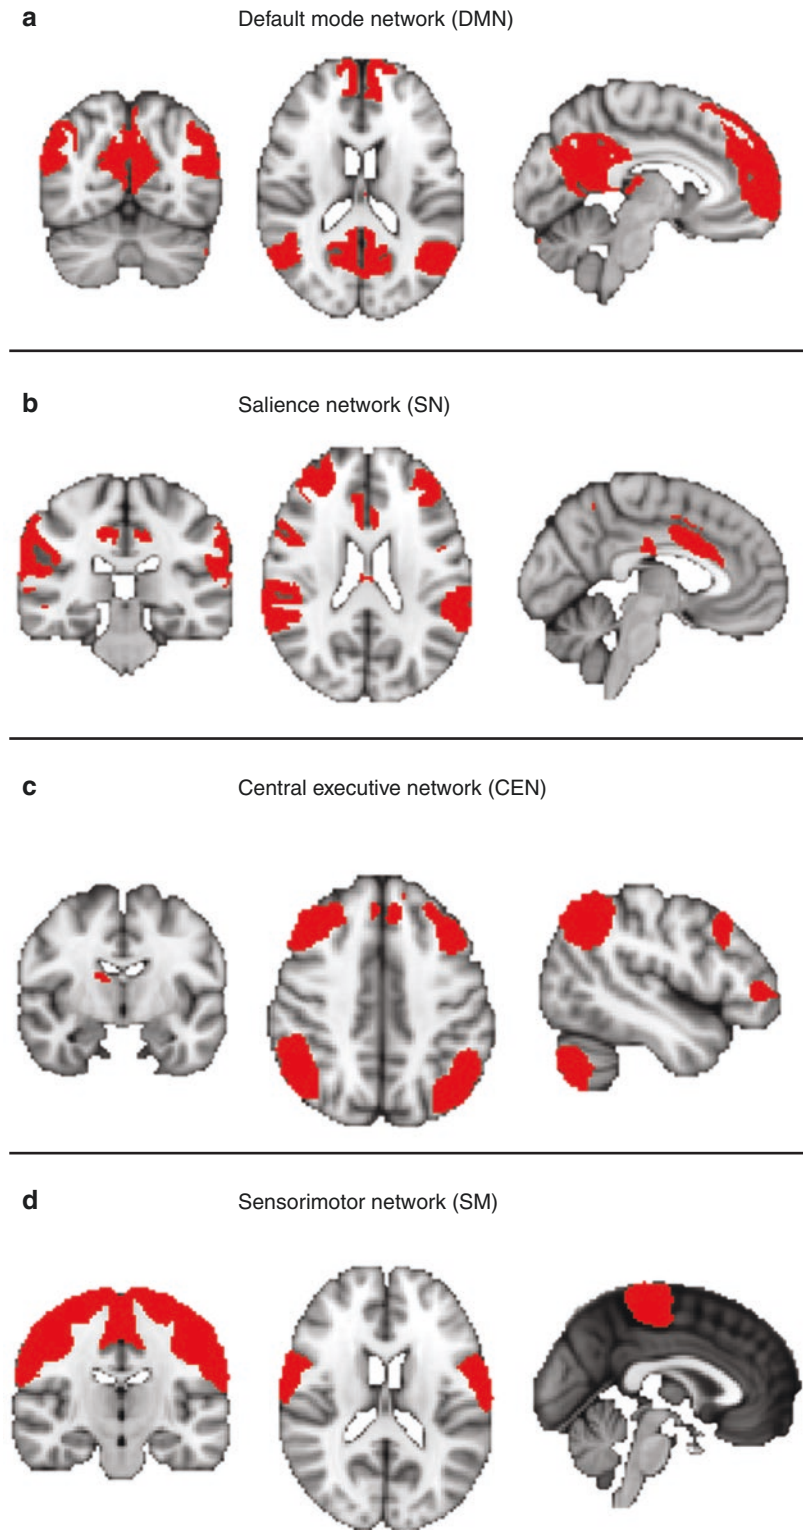 a
Default mode network (DMN)
b
Salience network (SN)
c
Central executive network (CEN)
d
Sensorimotor network (SM)